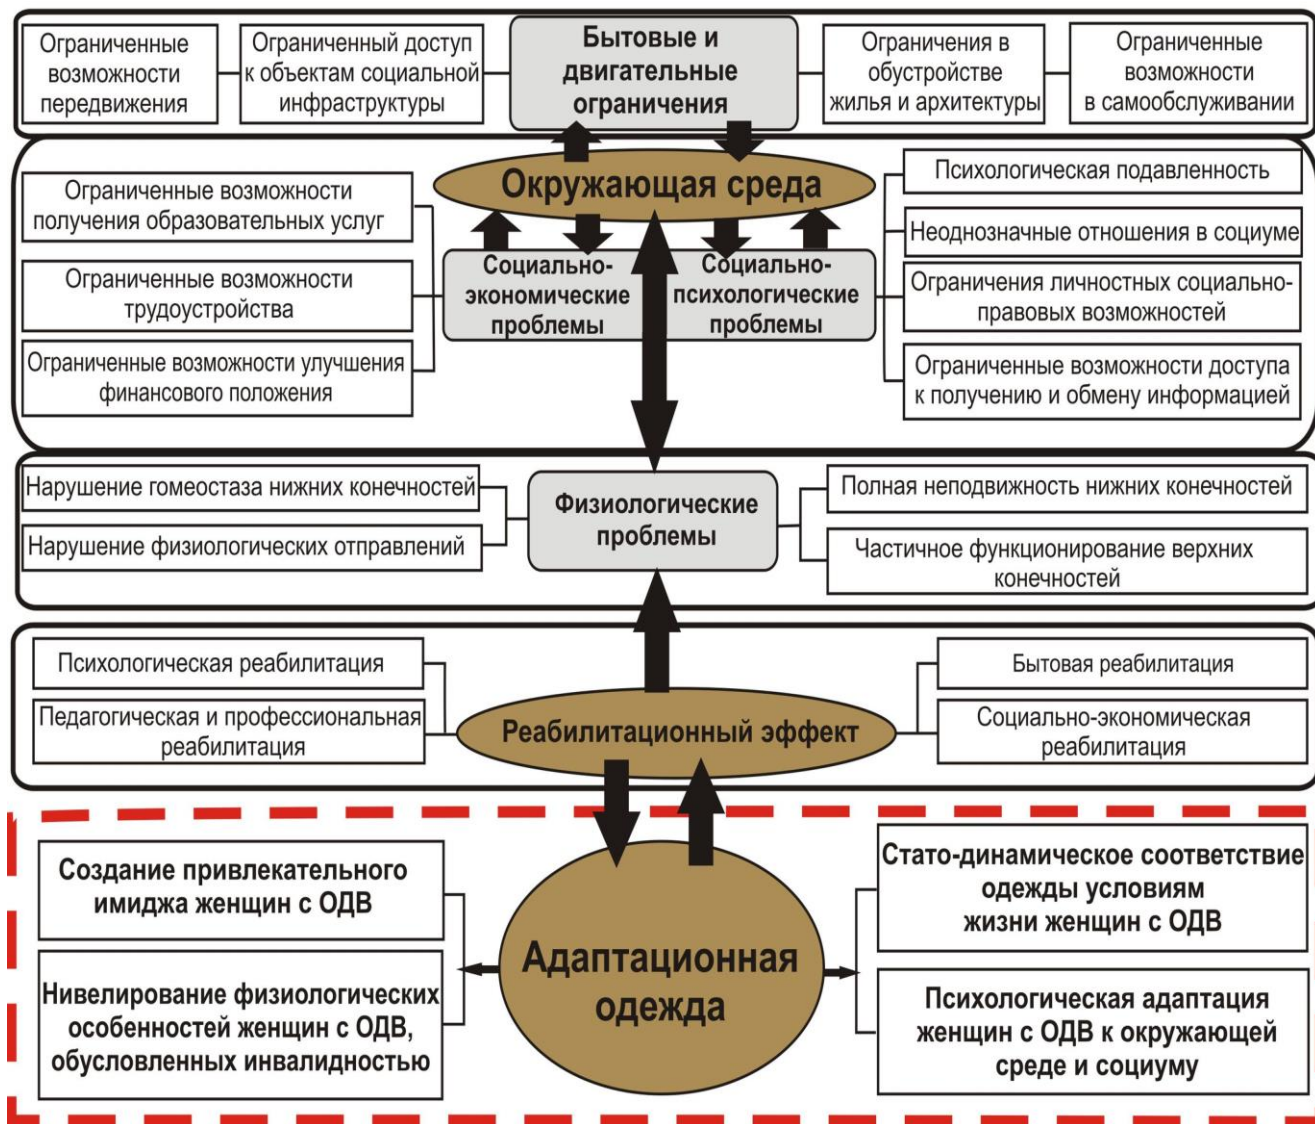 Ограниченные
возможности
передвижения
Ограниченный доступ
к объектам социальной
инфраструктуры
Бытовые и
двигательные
ограничения
Ограничения в
обустройстве
жилья и архитектуры
Ограниченные
возможности
в самообслуживании
Окружающая среда
Ограниченные возможности
получения образовательных услуг
Ограниченные возможности
трудоустройства
Ограниченные возможности улучшения
финансового положения
Социально-
экономические
проблемы
Социально-
психологические
проблемы
Психологическая подавленность
Неоднозначные отношения в социуме
Ограничения личностных социально-
правовых возможностей
Ограниченные возможности доступа
к получению и обмену информацией
Нарушение гомеостаза нижних конечностей
Нарушение физиологических отправлений
Физиологические
проблемы
Полная неподвижность нижних конечностей
Частичное функционирование верхних
конечностей
Психологическая реабилитация
Педагогическая и профессиональная
реабилитация
Реабилитационный эффект
Бытовая реабилитация
Социально-экономическая
реабилитация
Создание привлекательного
имиджа женщин с ОДВ
Нивелирование физиологических
особенностей женщин с ОДВ,
обусловленных инвалидностью
Адаптационная
одежда
Стато-динамическое соответствие
одежды условиям
жизни женщин с ОДВ
Психологическая адаптация
женщин с ОДВ к окружающей
среде и социуму